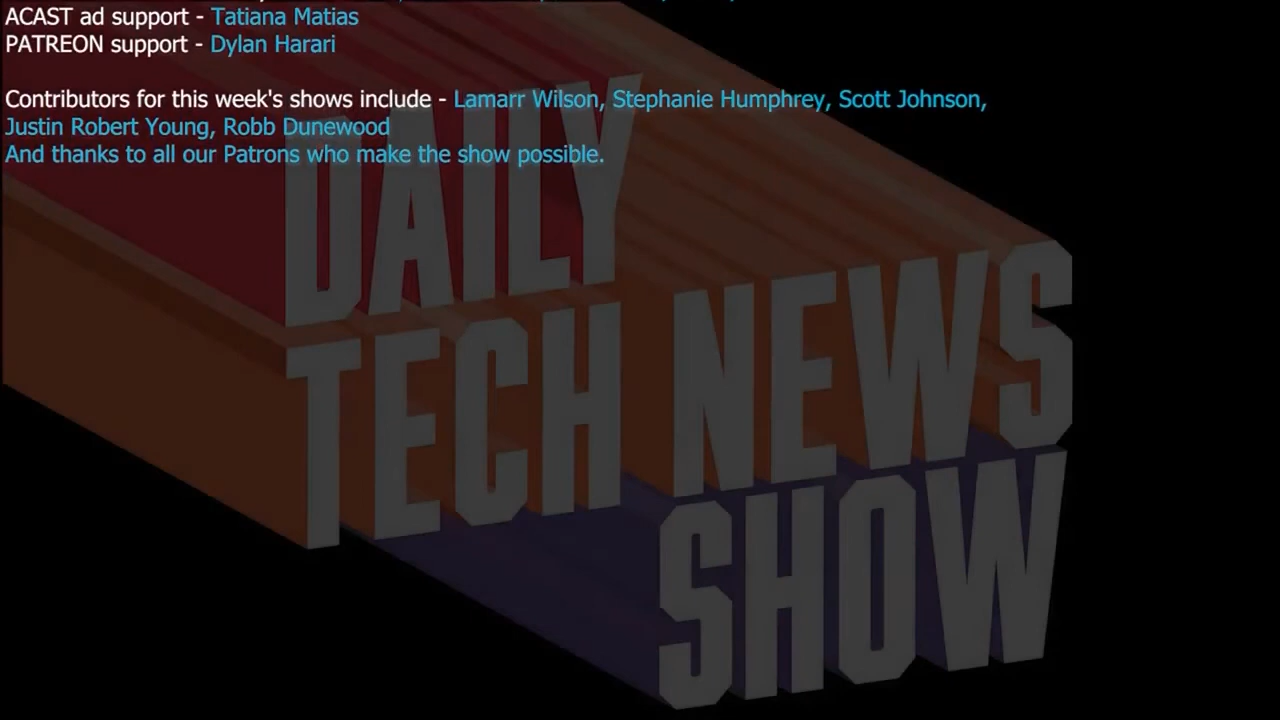 ACAST ad support - Tatiana Matias
PATREON support - Dylan Harari
Contributors for this week's shows include - Lamarr Wilson, Stephanie Humphrey, Scott Johnson,
Justin Robert Young, Robb Dunewood
And thanks to all our Patrons who make the show possible.
DAILY
TECH NEWS
SHOW